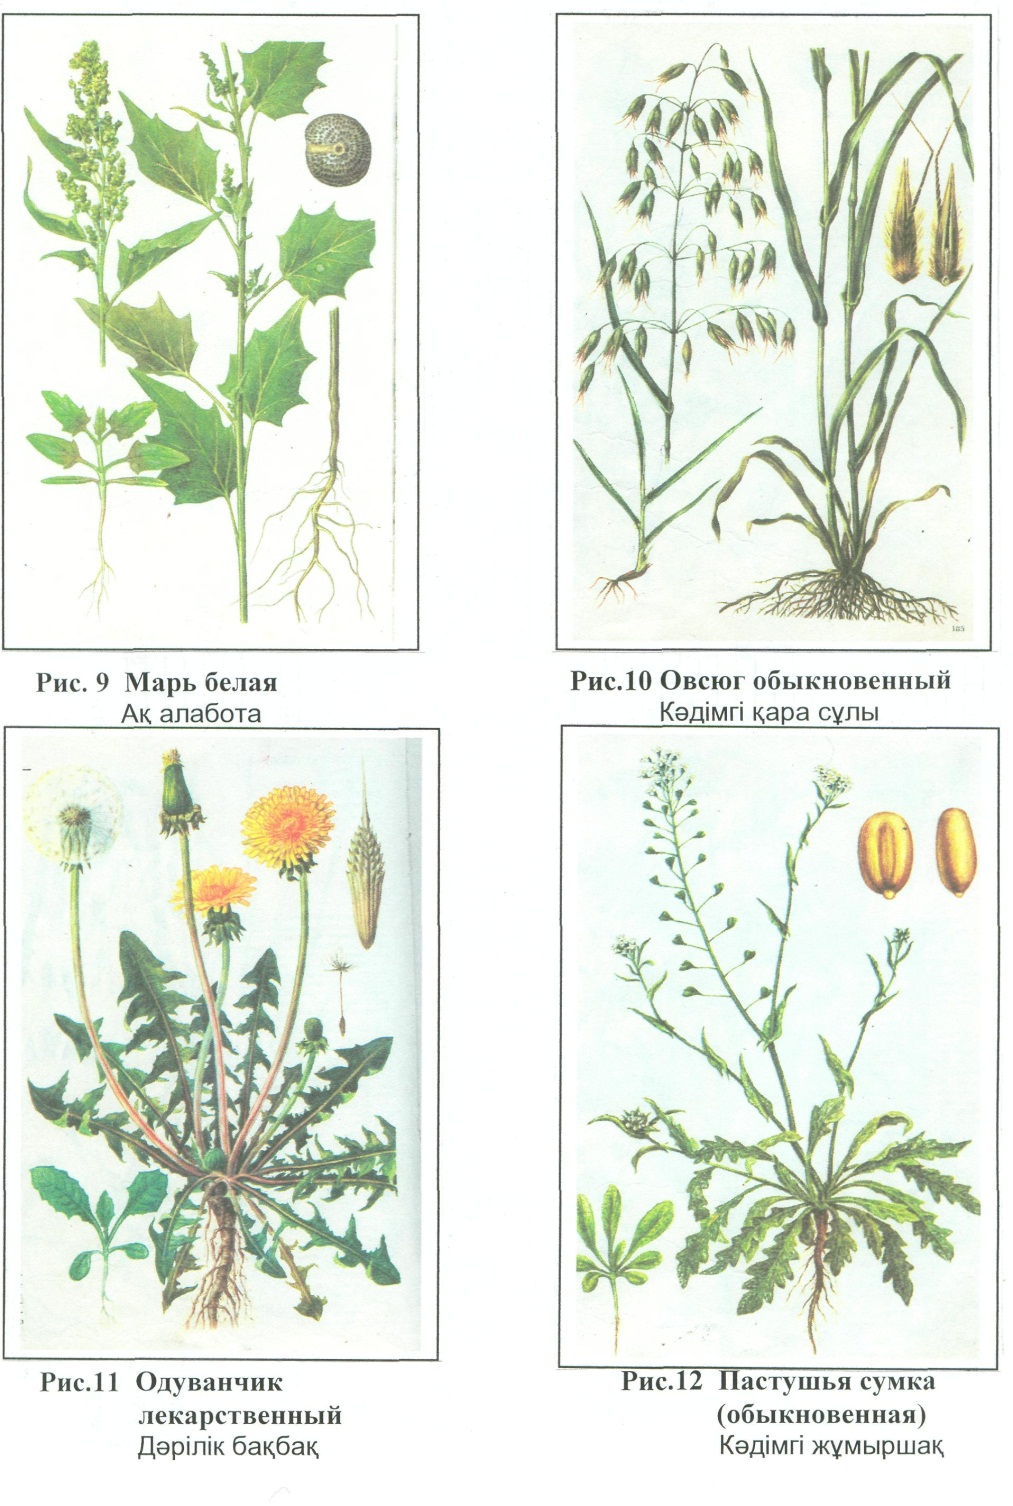 185
Рис. 9 Марь белая
Ақ алабота
Рис.10 Овсюг обыкновенный
Кәдімгі қара сұлы
Рис.11 Одуванчик
лекарственный
Дәрілік бақбақ
Рис.12 Пастушья сумка
(обыкновенная)
Кәдімгі жұмыршақ